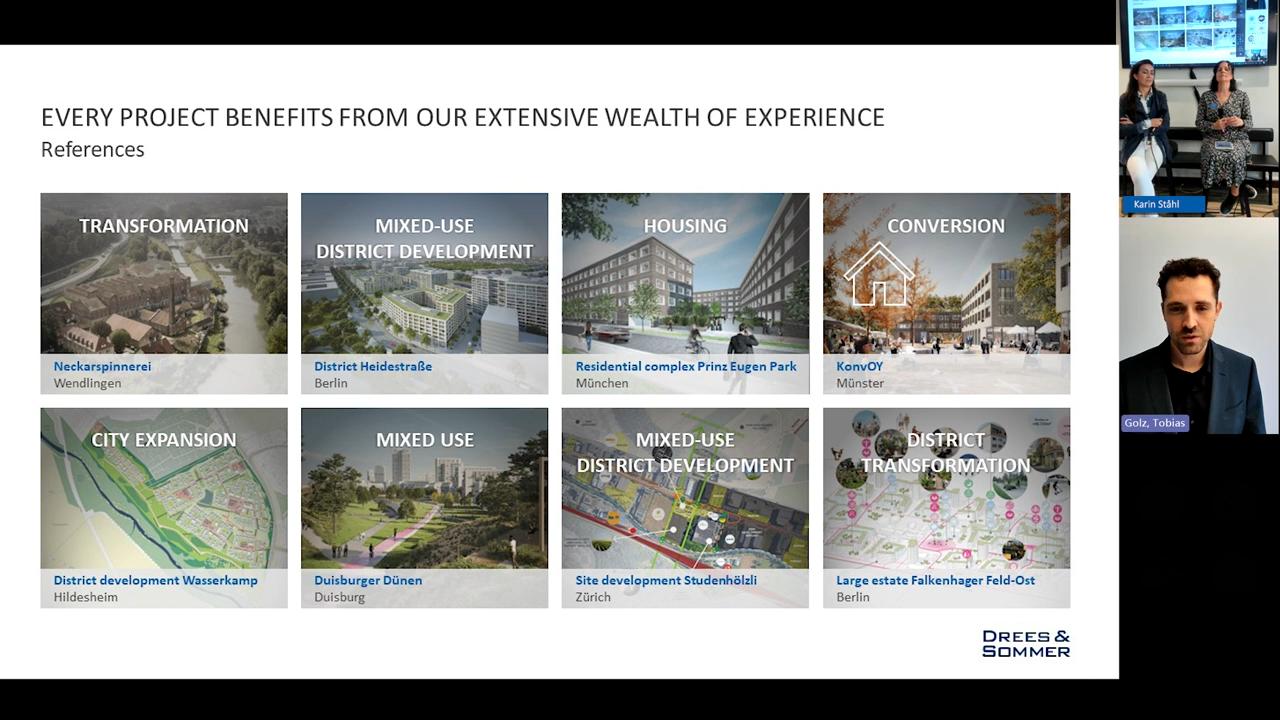 EVERY PROJECT BENEFITS FROM OUR EXTENSIVE WEALTH OF EXPERIENCE
References
TRANSFORMATION
Neckarspinnerei
Wendlingen
MIXED-USE
DISTRICT DEVELOPMENT
District Heidestraße
Berlin
HOUSING
Residential complex Prinz Eugen Park
München
CONVERSION
KonvOY
Münster
CITY EXPANSION
District development Wasserkamp
Hildesheim
MIXED USE
Duisburger Dünen
Duisburg
MIXED-USE
DISTRICT DEVELOPMENT
Site development Studenhölzli
Zürich
DISTRICT
TRANSFORMATION
Large estate Falkenhager Feld-Ost
Berlin
DREES &
SOMMER
Karin Ståhl
Golz, Tobias